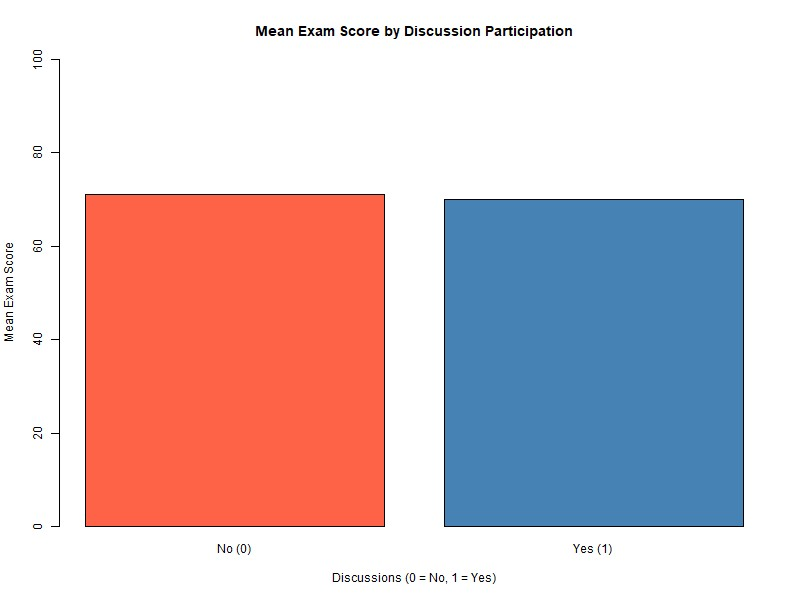 Mean Exam Score by Discussion Participation
Mean Exam Score
100
80
60
40
20
0
No (0)
Yes (1)
Discussions (0 = No, 1 = Yes)